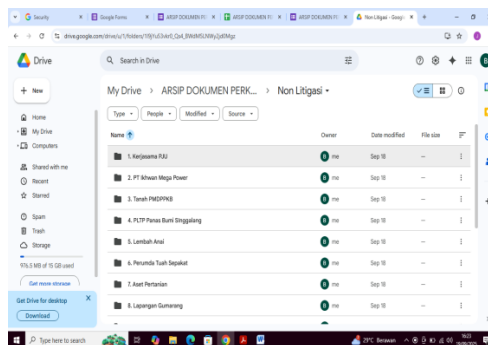 Security
Google Forms
ARSIP DOKUMEN
ARSIP DOKUMEN
ARSIP DOKUMEN
Non Litigasi - Googl
Drive
Search in Drive
New
My Drive > ARSIP DOKUMEN PERK... > Non Litigasi
Type
People
Modified
Source
Home
My Drive
Computers
Shared with me
Recent
Starred
Spam
Trash
Storage
976.5 MB of 15 GB used
Get more storage
Get Drive for desktop
Download
Name
Owner
Date modified
File size
1. Kerjasama PJU
me
Sep 18
2. PT Ikhwan Mega Power
me
Sep 18
3. Tanah PMDPPKB
me
Sep 18
4. PLTP Panas Bumi Singgalang
me
Sep 18
5. Lembah Anai
me
Sep 18
6. Perumda Tuah Sepakat
me
Sep 18
7. Aset Pertanian
me
Sep 18
8. Lapangan Gumarang
me
Sep 18
Type here to search
29°C Berawan